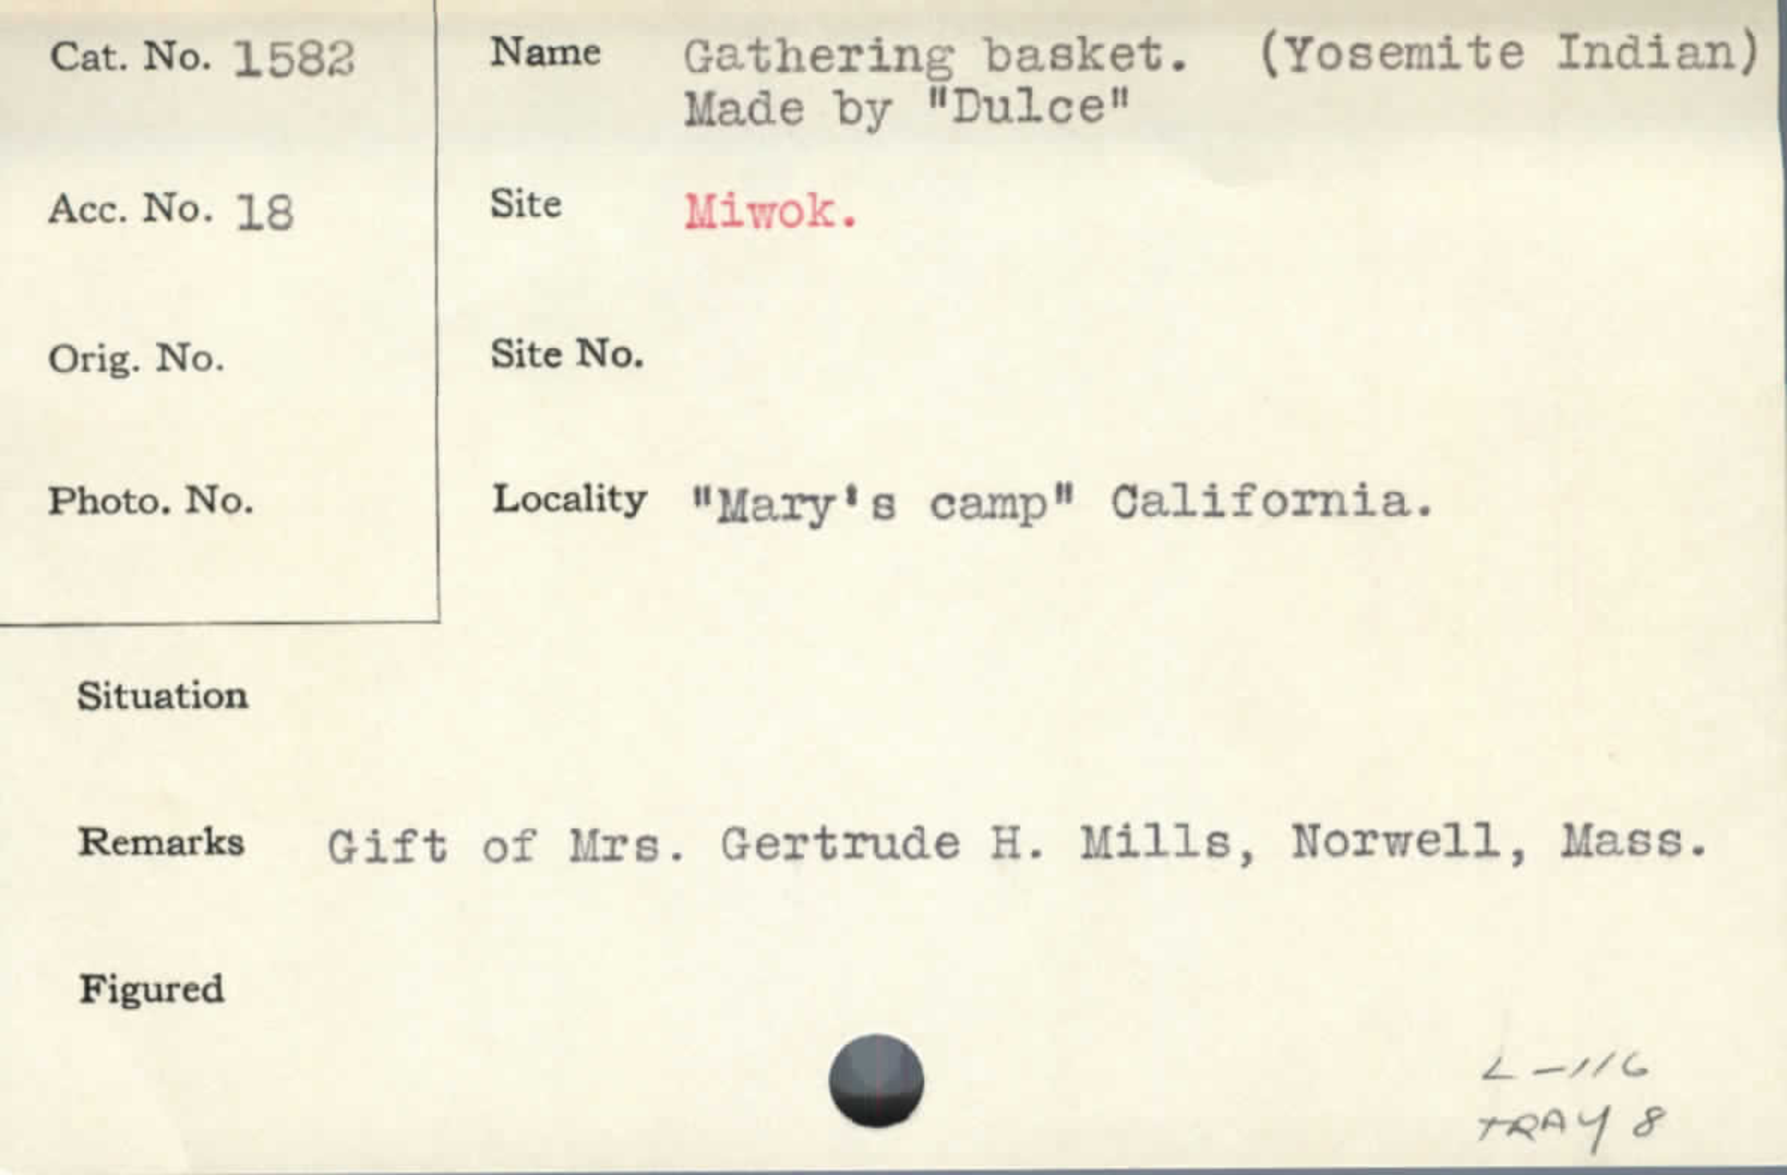 Cat. No. 1582
Name Gathering basket. (Yosemite Indian)
Made by "Dulce"
Acc. No. 18
Site Miwok.
Orig. No.
Site No.
Photo. No.
Locality "Mary's camp" California.
Situation
Remarks Gift of Mrs. Gertrude H. Mills, Norwell, Mass.
Figured
L-116
TRAY 8